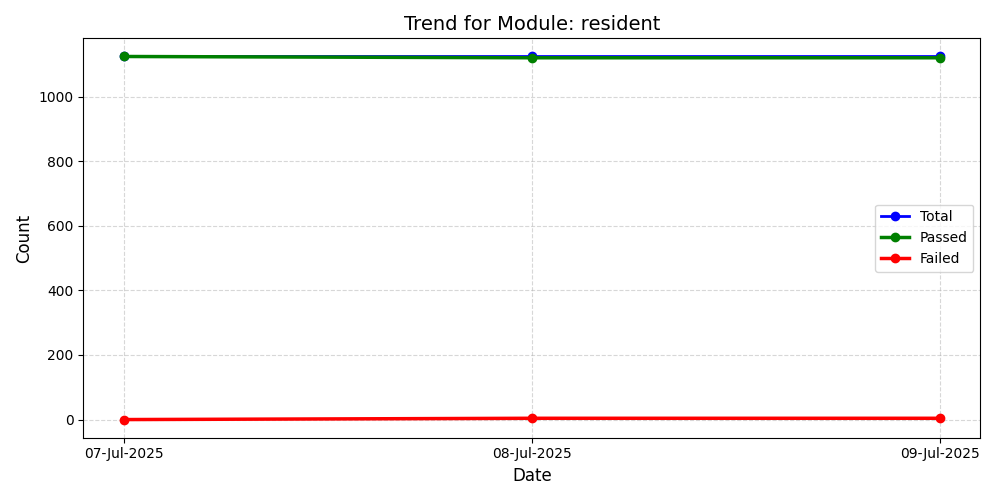 Trend for Module: resident
Count
1000
800
600
400
200
0
Total
Passed
Failed
07-Jul-2025
08-Jul-2025
09-Jul-2025
Date